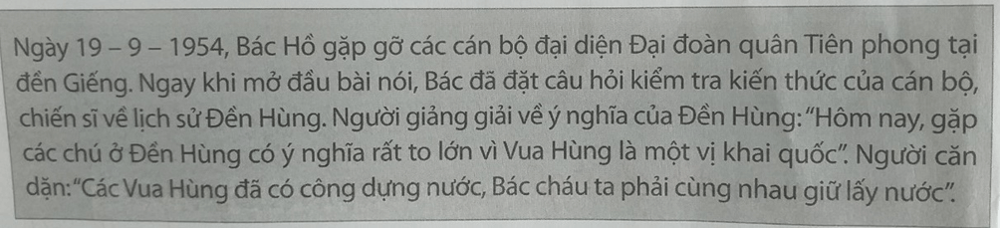 Ngày 19 – 9 – 1954, Bác Hồ gặp gỡ các cán bộ đại diện Đại đoàn quân Tiên phong tại
đền Giếng. Ngay khi mở đầu bài nói, Bác đã đặt câu hỏi kiểm tra kiến thức của cán bộ,
chiến sĩ về lịch sử Đền Hùng. Người giảng giải về ý nghĩa của Đền Hùng: “Hôm nay, gặp
các chú ở Đền Hùng có ý nghĩa rất to lớn vì Vua Hùng là một vị khai quốc”. Người căn
dặn: “Các Vua Hùng đã có công dựng nước, Bác cháu ta phải cùng nhau giữ lấy nước”.